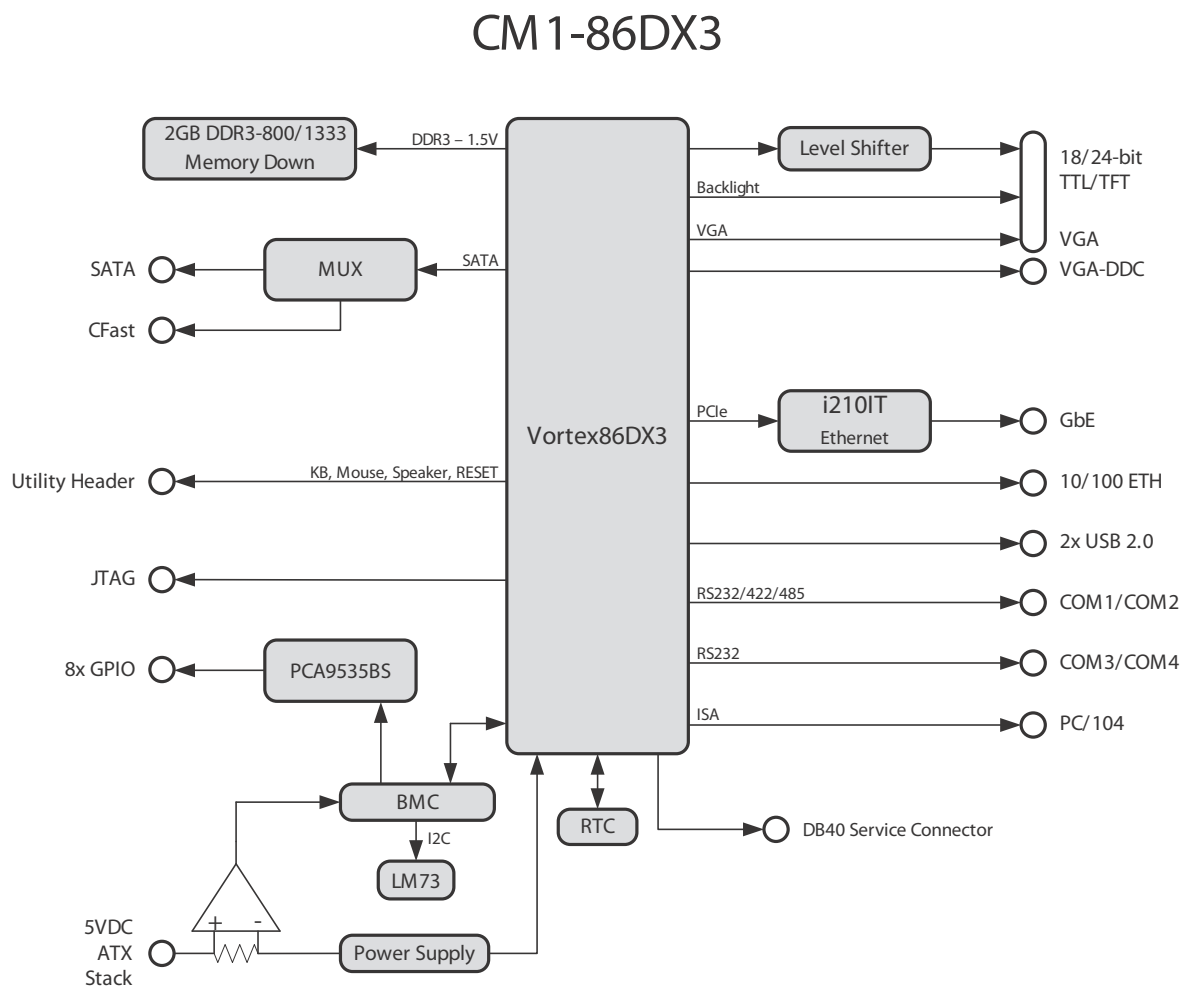 CM1-86DX3
2GB DDR3-800/1333
Memory Down
DDR3 – 1.5V
Level Shifter
18/24-bit
TTL/TFT
Backlight
VGA
VGA
VGA-DDC
SATA
MUX
SATA
CFast
Vortex86DX3
PCIe
i210IT
Ethernet
GbE
Utility Header
KB, Mouse, Speaker, RESET
10/100 ETH
2x USB 2.0
JTAG
RS232/422/485
COM1/COM2
8x GPIO
PCA9535BS
RS232
COM3/COM4
ISA
PC/104
BMC
I2C
LM73
RTC
DB40 Service Connector
+
-
5VDC
ATX
Stack
Power Supply